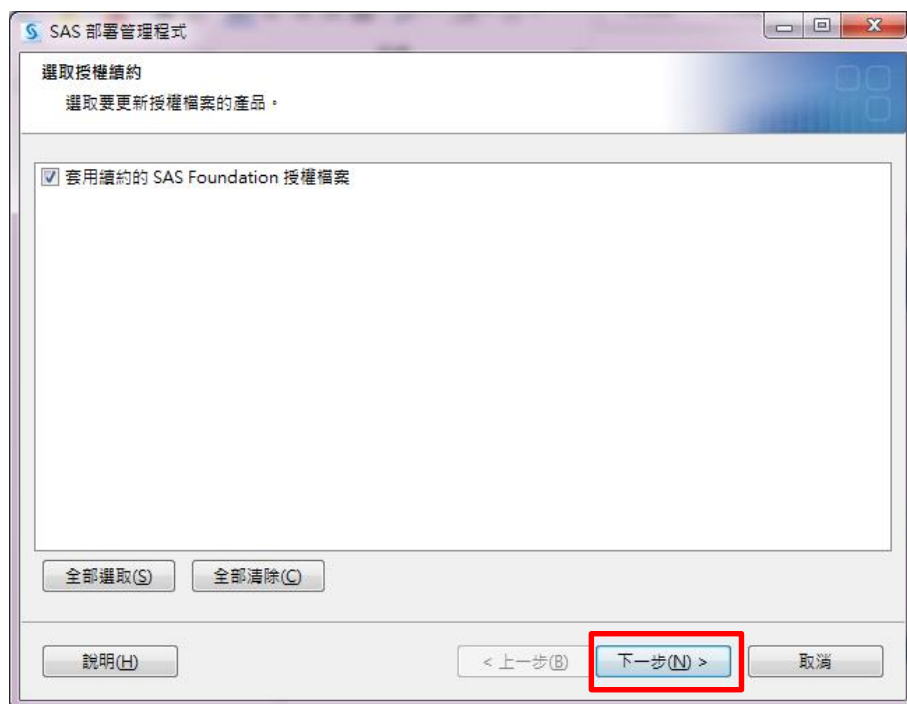 SAS 部署管理程式
選取授權續約
選取要更新授權檔案的產品。
套用續約的 SAS Foundation 授權檔案
全部選取(S) 全部清除(C)
說明(H) < 上一步(B) 下一步(N) > 取消